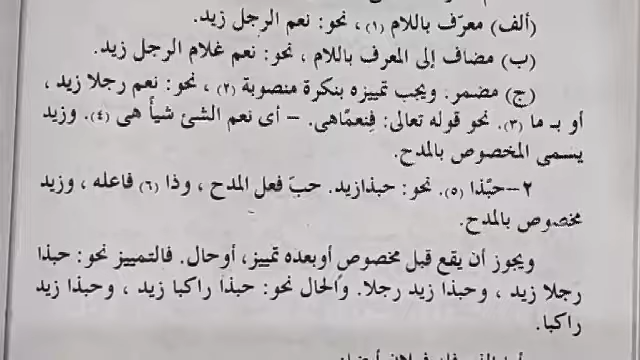 (ألف) معرّف باللام (١)، نحو: نعم الرجل زيد.
(ب) مضاف إلى المعرف باللام ، نحو: نعم غلام الرجل زيد.
(ج) مضمر. ويجب تمييزه بنكرة منصوبة (٢) ، نحو: نعم رجلا زيد ،
أو بـ ما (٣). نحو قوله تعالى: فِنعمّاهى. – أى نعم الشئ شيأً هى (٤). وزيد
يسمى المخصوص بالمدح.
٢–حبّذا (٥). نحو: حبذازيد. حبّ فعل المدح ، وذا (٦) فاعله ، وزيد
مخصوص بالمدح.
ويجوز أن يقع قبل مخصوص أوبعده تمييز، أوحال. فالتمييز نحو: حبذا
رجلا زيد ، وحبذا زيد رجلا. والحال نحو: حبذا راكبا زيد ، وحبذا زيد
راكبا.